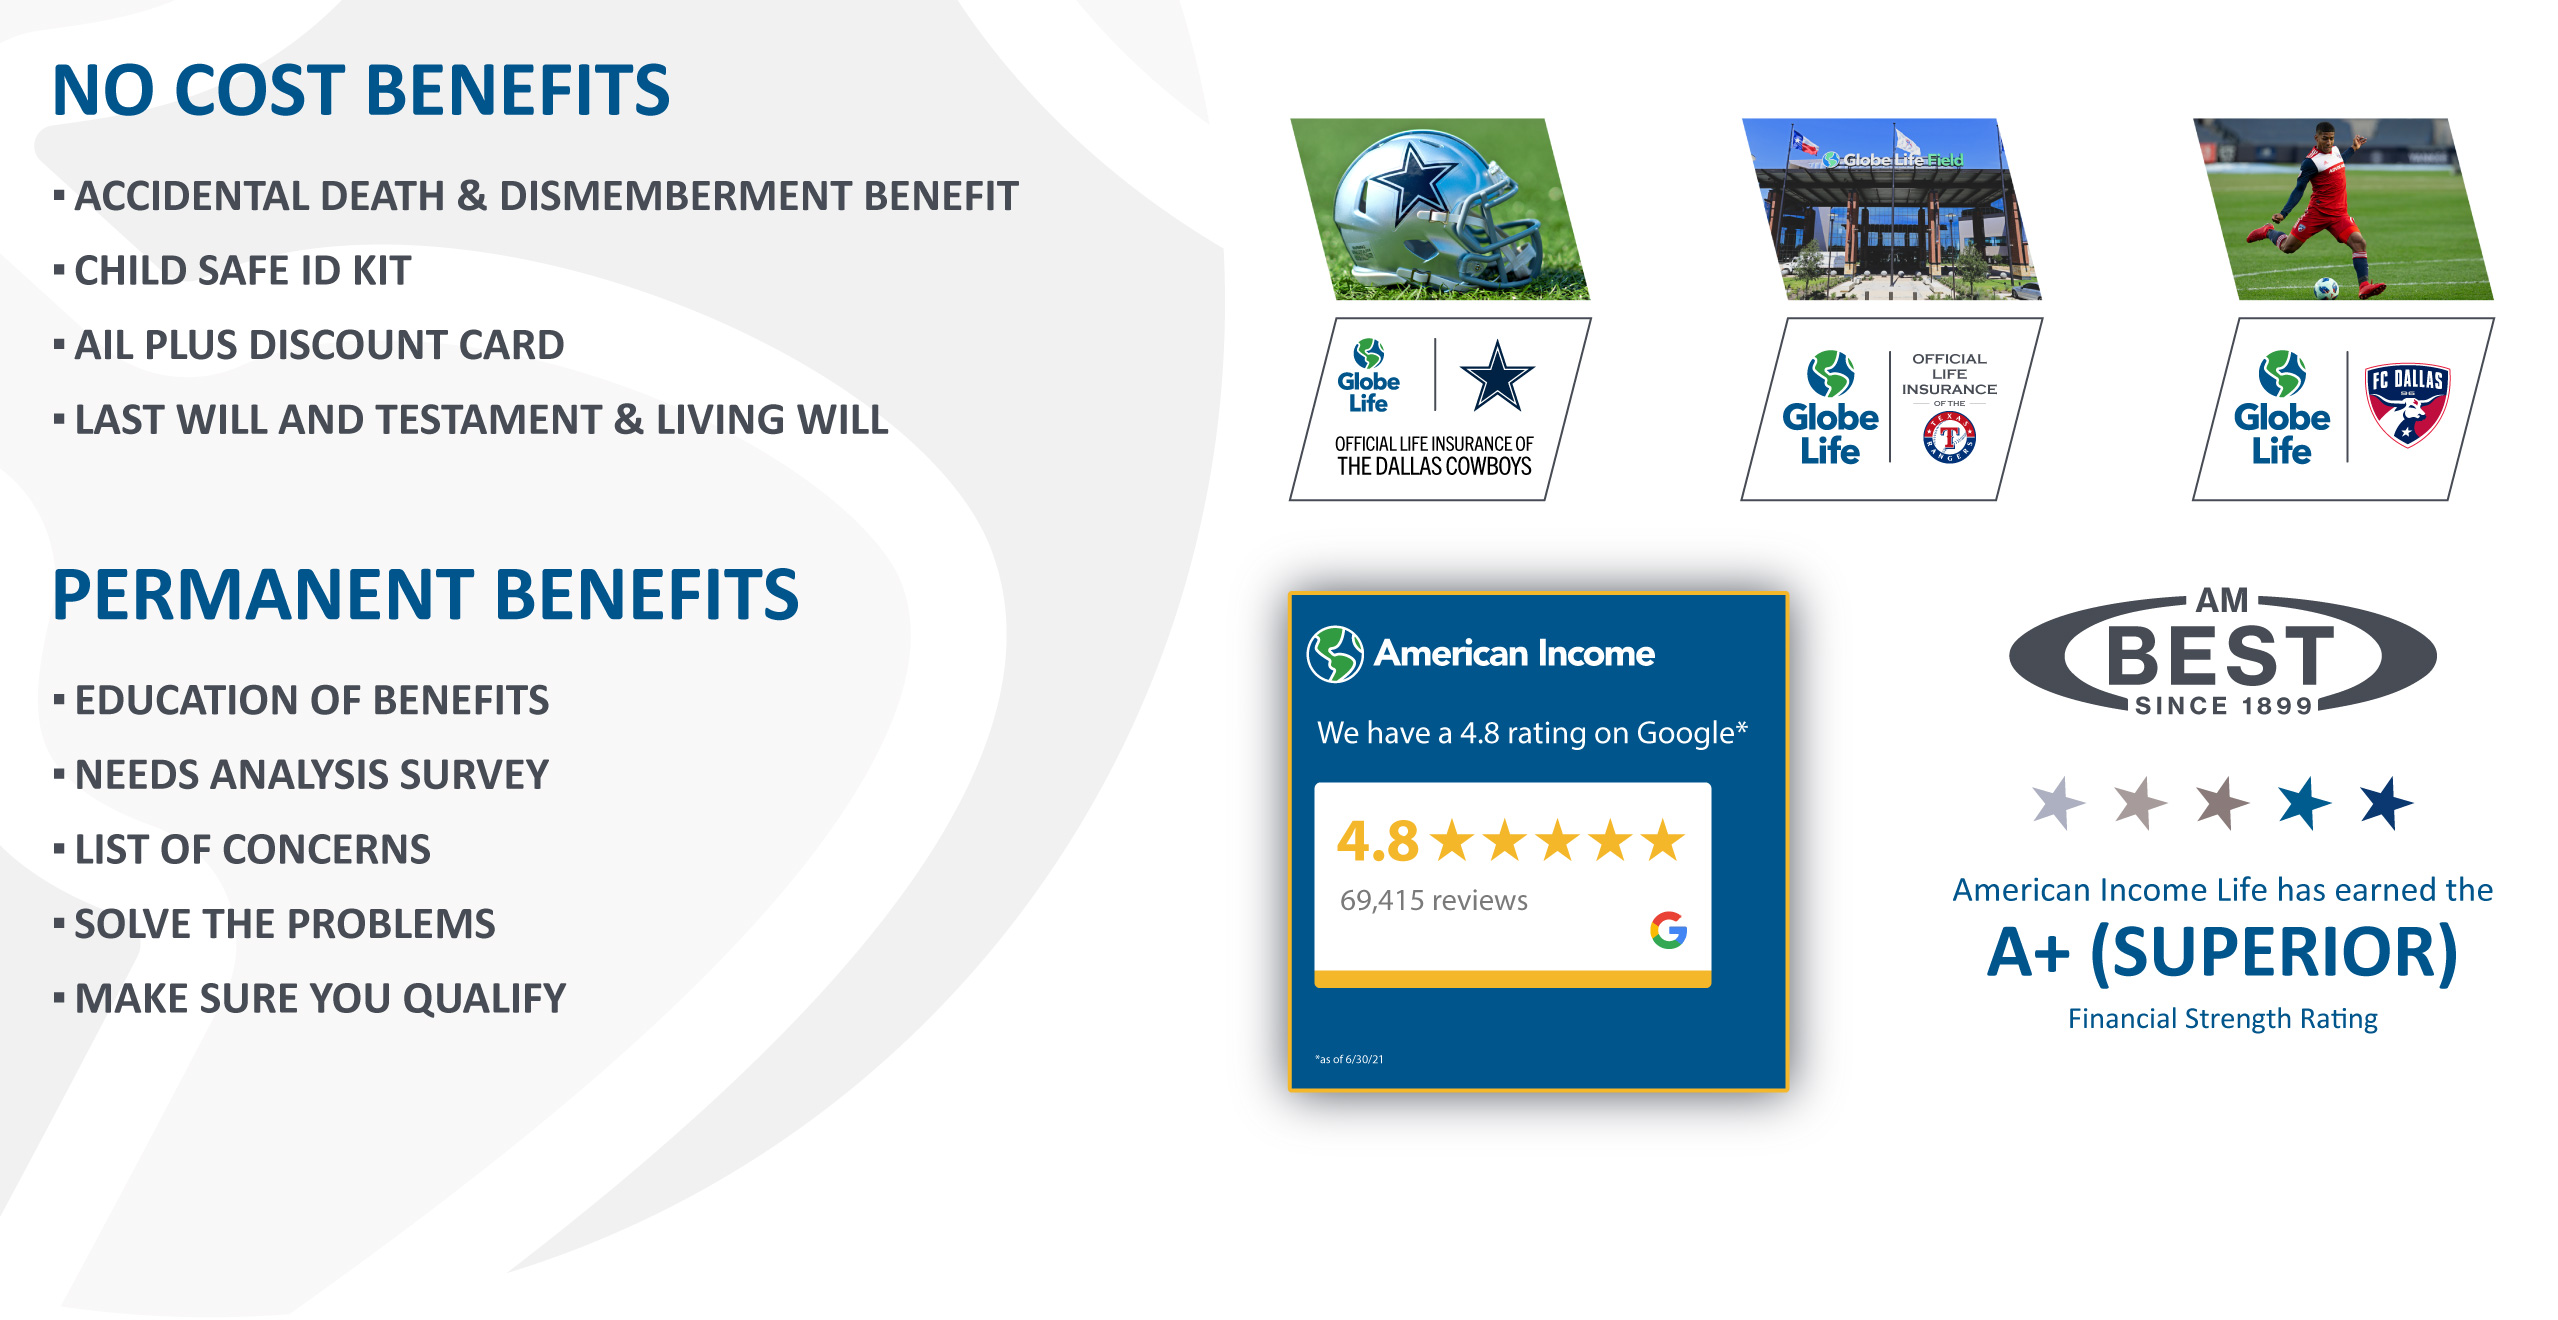 NO COST BENEFITS
▪ ACCIDENTAL DEATH & DISMEMBERMENT BENEFIT
▪ CHILD SAFE ID KIT
▪ AIL PLUS DISCOUNT CARD
▪ LAST WILL AND TESTAMENT & LIVING WILL
PERMANENT BENEFITS
▪ EDUCATION OF BENEFITS
▪ NEEDS ANALYSIS SURVEY
▪ LIST OF CONCERNS
▪ SOLVE THE PROBLEMS
▪ MAKE SURE YOU QUALIFY
Globe
Life
OFFICIAL LIFE INSURANCE OF
THE DALLAS COWBOYS
Globe Life Field
Globe
Life
OFFICIAL
LIFE
INSURANCE
OF THE
TEXAS
T
RANGERS
Globe
Life
FC DALLAS
96
American Income
We have a 4.8 rating on Google*
4.8 ★★★★★
69,415 reviews
G
*as of 6/30/21
AM
BEST
SINCE 1899
American Income Life has earned the
A+ (SUPERIOR)
Financial Strength Rating